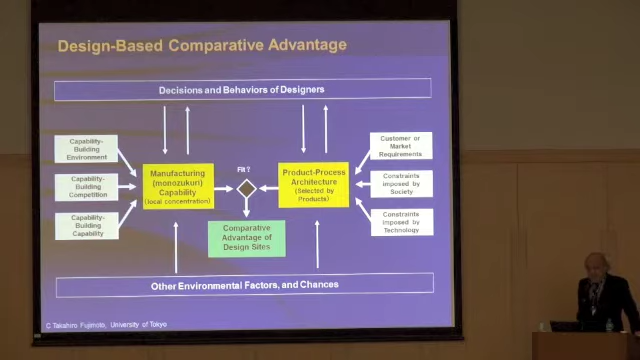 Design-Based Comparative Advantage
Decisions and Behaviors of Designers
Capability-
Building
Environment
Capability-
Building
Competition
Capability-
Building
Capability
Manufacturing
(monozukuri)
Capability
(local concentration)
Fit ?
Product-Process
Architecture
(Selected by
Products)
Customer or
Market
Requirements
Constraints
imposed by
Society
Constraints
imposed by
Technology
Comparative
Advantage of
Design Sites
Other Environmental Factors, and Chances
C Takahiro Fujimoto, University of Tokyo